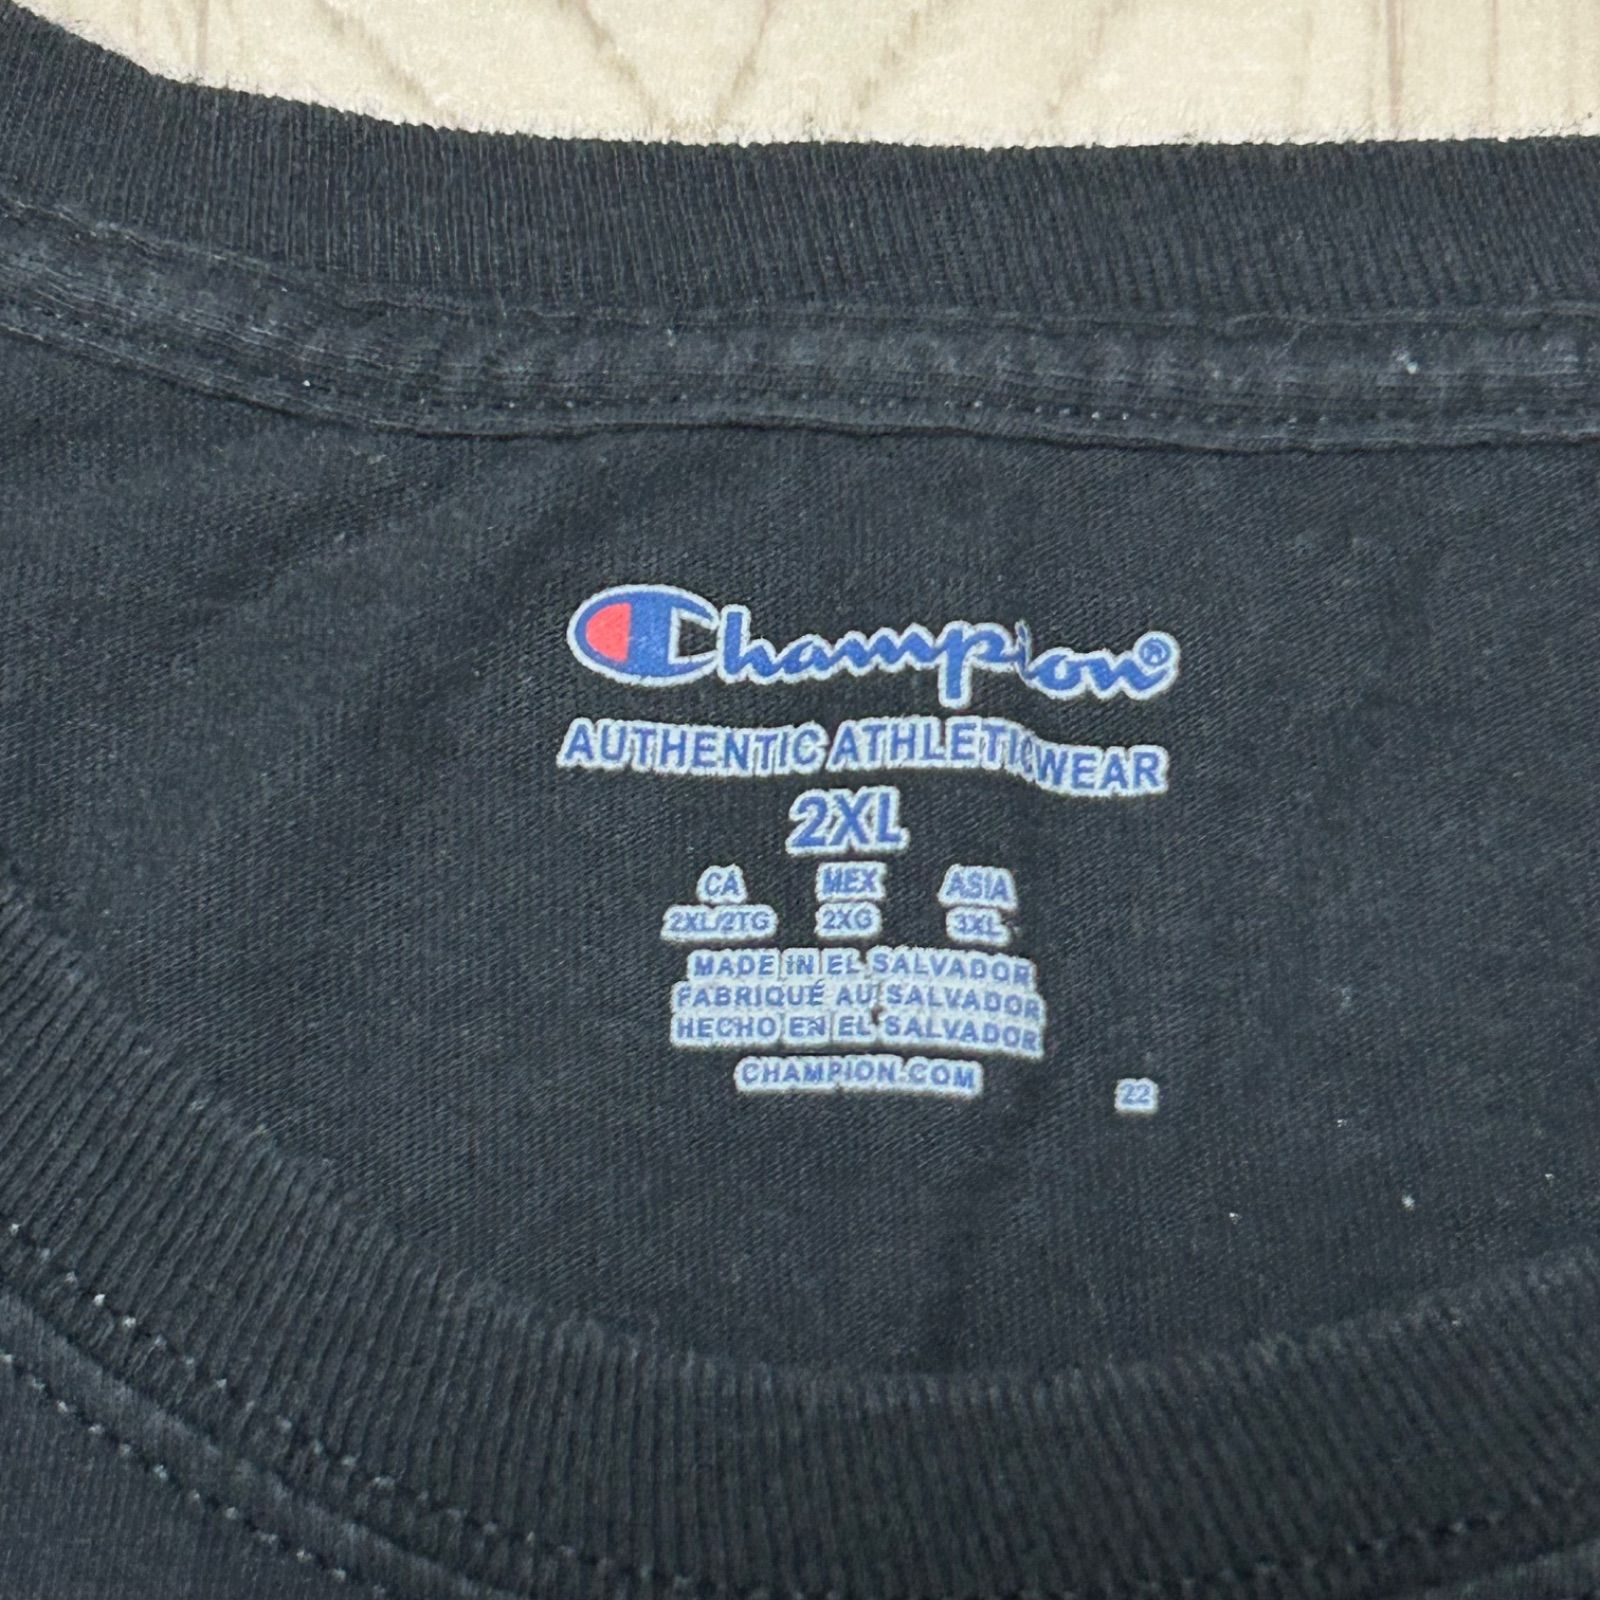 Champion®
AUTHENTIC ATHLETICWEAR
2XL
CA MEX ASIA
2XL/2TG 2XG 3XL
MADE IN EL SALVADOR
FABRIQUÉ AU SALVADOR
HECHO EN EL SALVADOR
CHAMPION.COM
22